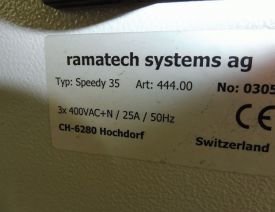 ramatech systems ag
Typ: Speedy 35 Art: 444.00 No: 0305
3x 400VAC+N / 25A / 50Hz
CH-6280 Hochdorf
Switzerland
CE